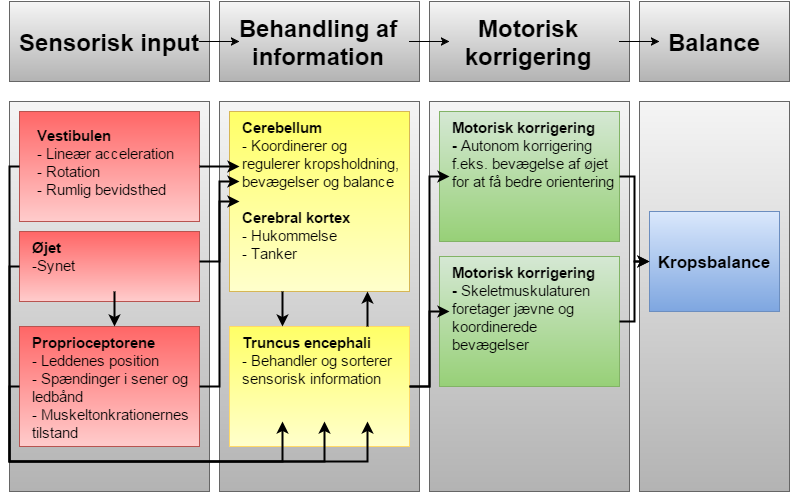 Sensorisk input
Behandling af
information
Motorisk
korrigering
Balance
Vestibulen
- Lineær acceleration
- Rotation
- Rumlig bevidsthed
Øjet
-Synet
Proprioceptorene
- Leddenes position
- Spændinger i sener og
ledbånd
- Muskeltonkrationernes
tilstand
Cerebellum
- Koordinerer og
regulerer kropsholdning,
bevægelser og balance
Cerebral kortex
- Hukommelse
- Tanker
Truncus encephali
- Behandler og sorterer
sensorisk information
Motorisk korrigering
- Autonom korrigering
f.eks. bevægelse af øjet
for at få bedre orientering
Motorisk korrigering
- Skeletmuskulaturen
foretager jævne og
koordinerede
bevægelser
Kropsbalance